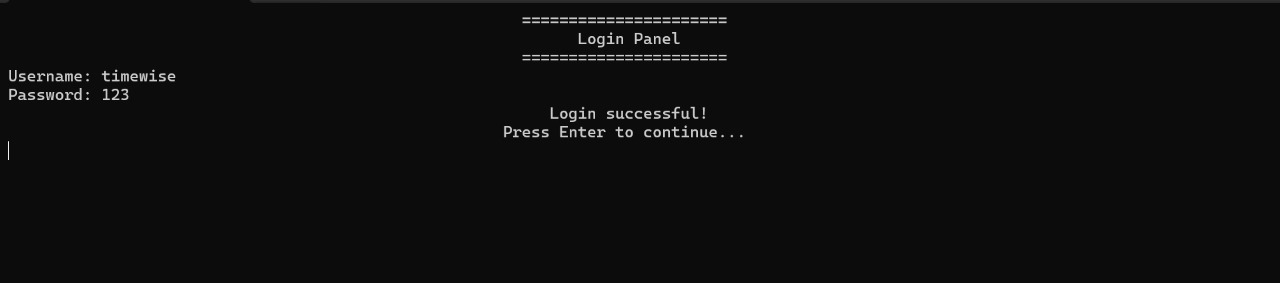 ======================
Login Panel
======================
Username: timewise
Password: 123
Login successful!
Press Enter to continue...